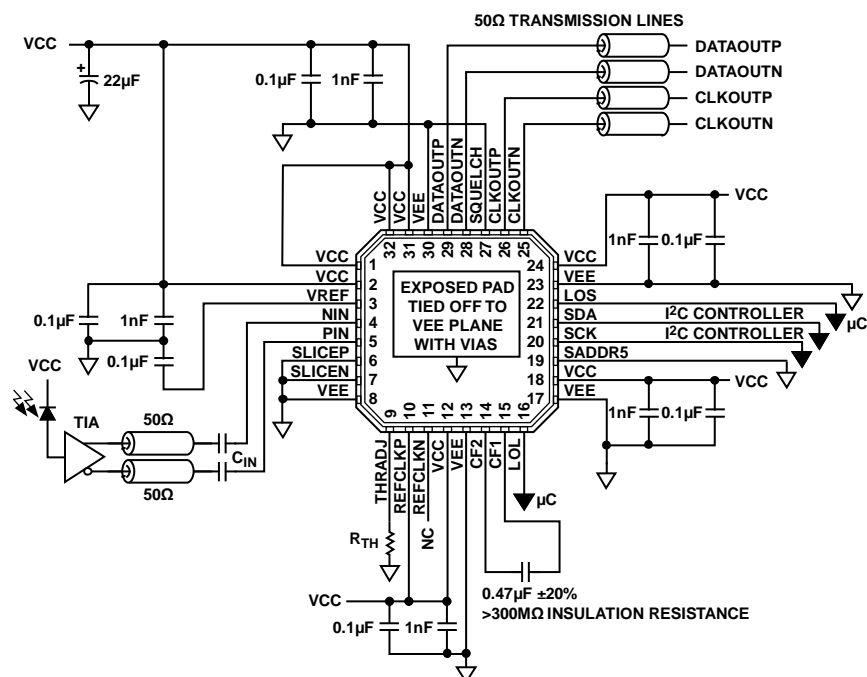 50Ω TRANSMISSION LINES
VCC
DATAOUTP
DATAOUTN
CLKOUTP
CLKOUTN
+
22µF
0.1µF
1nF
VCC
VCC
VEE
DATAOUTP
DATAOUTN
SQUELCH
CLKOUTP
CLKOUTN
32
31
30
29
28
27
26
25
VCC
1
VCC
2
VREF
3
NIN
4
PIN
5
SLICEP
6
SLICEN
7
VEE
8
0.1µF
1nF
0.1µF
EXPOSED PAD
TIED OFF TO
VEE PLANE
WITH VIAS
24
VCC
23
VEE
22
LOS
21
SDA
20
SCK
19
SADDR5
18
VCC
17
VEE
VCC
1nF
0.1µF
µC
I²C CONTROLLER
I²C CONTROLLER
VCC
1nF
0.1µF
VCC
TIA
50Ω
50Ω
CIN
9
10
11
12
13
14
15
16
THRADJ
REFCLKP
REFCLKN
VCC
VEE
CF2
CF1
LOL
RTH
NC
µC
VCC
0.1µF
1nF
0.47µF ±20%
>300MΩ INSULATION RESISTANCE